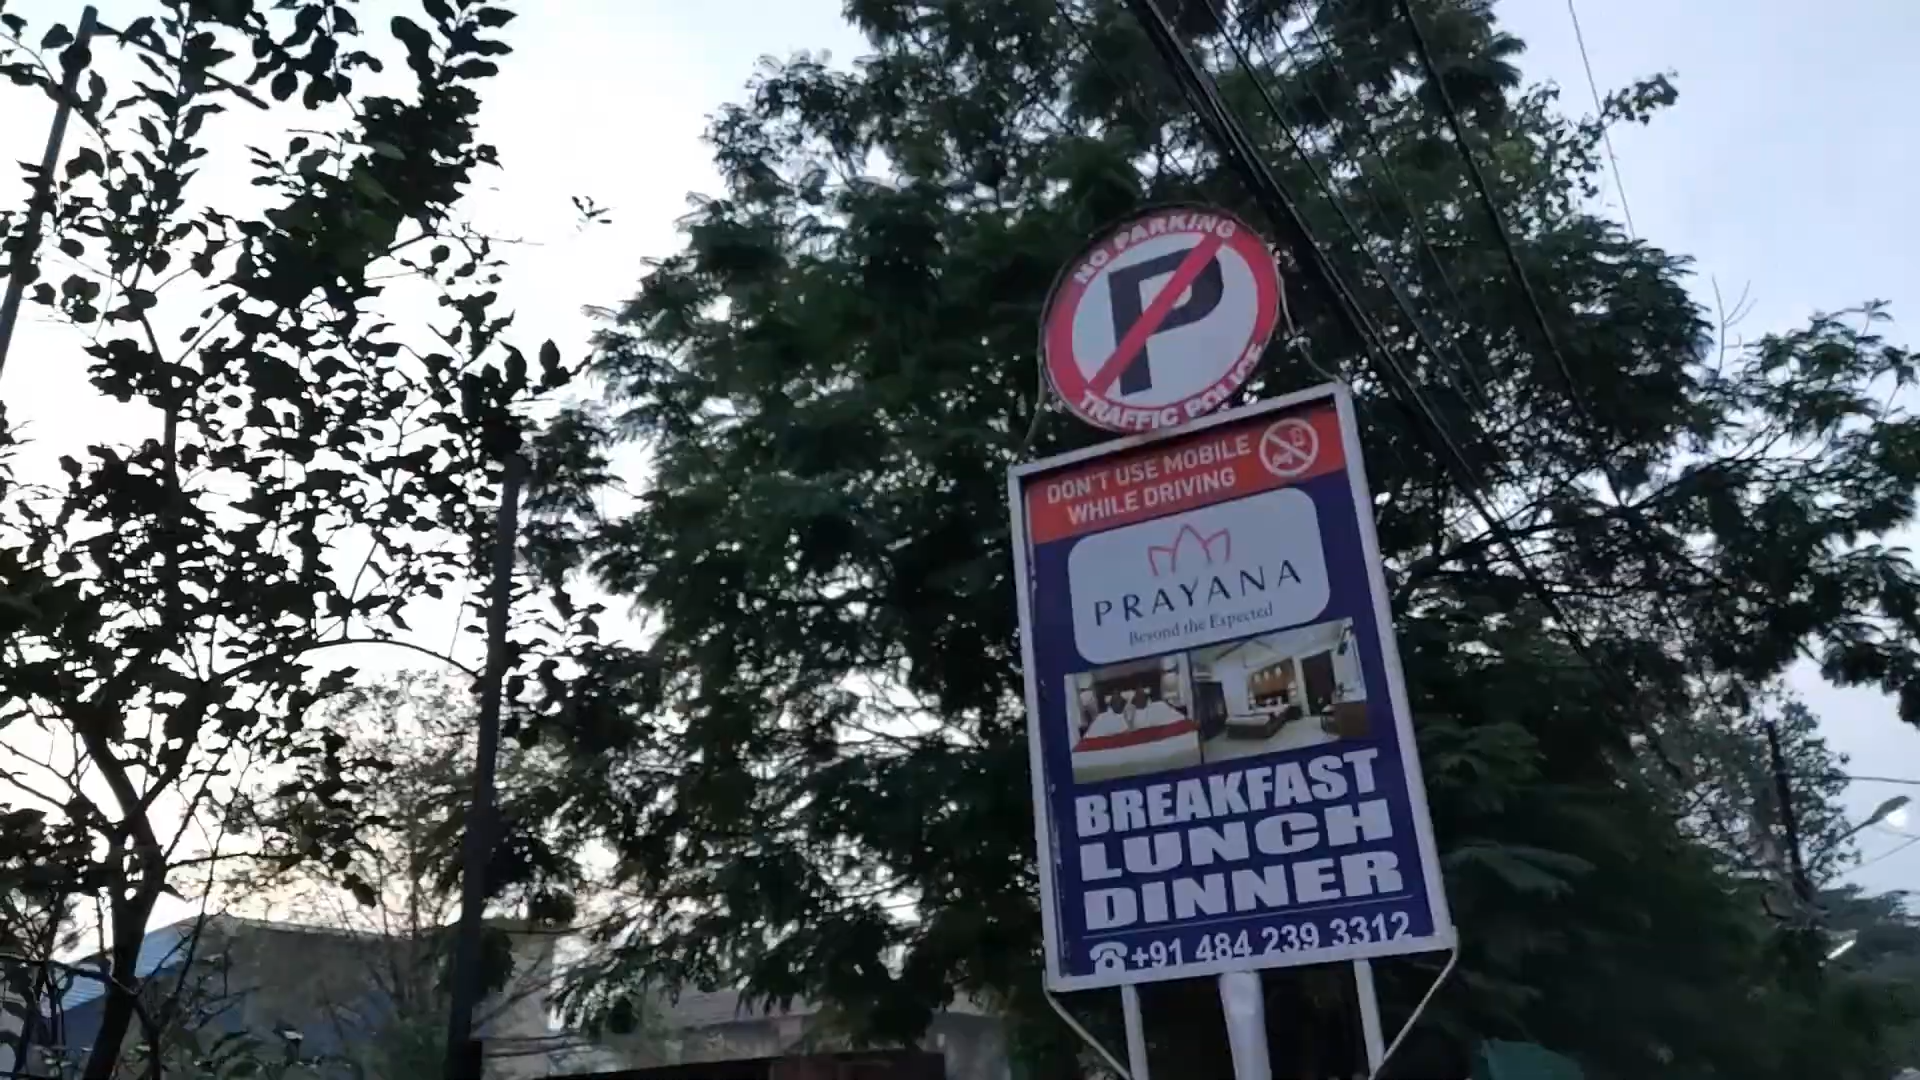 NO PARKING
P
TRAFFIC POLICE
DON'T USE MOBILE
WHILE DRIVING
PRAYANA
Beyond the Expected
BREAKFAST
LUNCH
DINNER
+91 484 239 3312